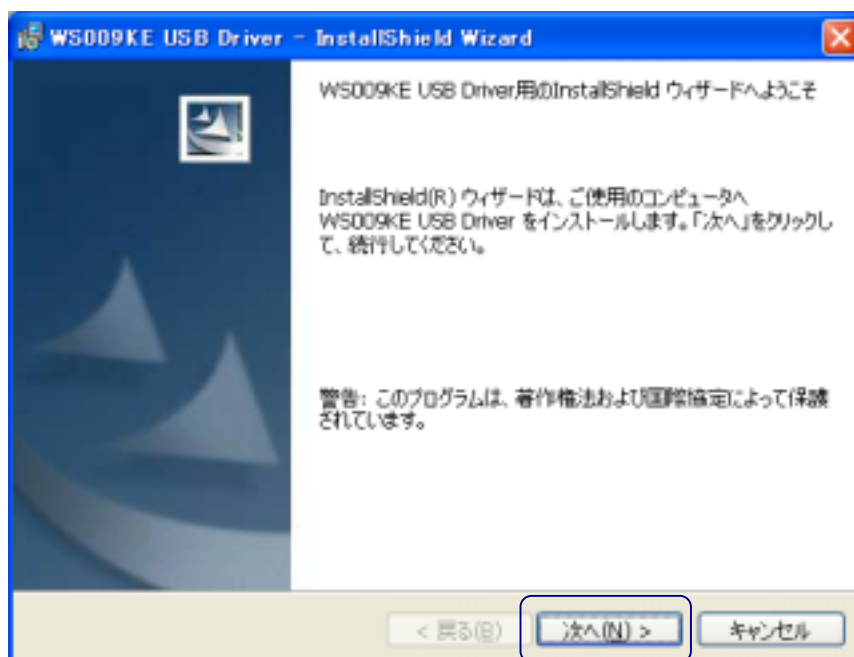 WS009KE USB Driver - InstallShield Wizard
WS009KE USB Driver用のInstallShield ウィザードへようこそ
InstallShield(R) ウィザードは、ご使用のコンピュータへ
WS009KE USB Driver をインストールします。「次へ」をクリックし
て、続行してください。
警告: このプログラムは、著作権法および国際協定によって保護
されています。
< 戻る(B)
次へ(N) >
キャンセル